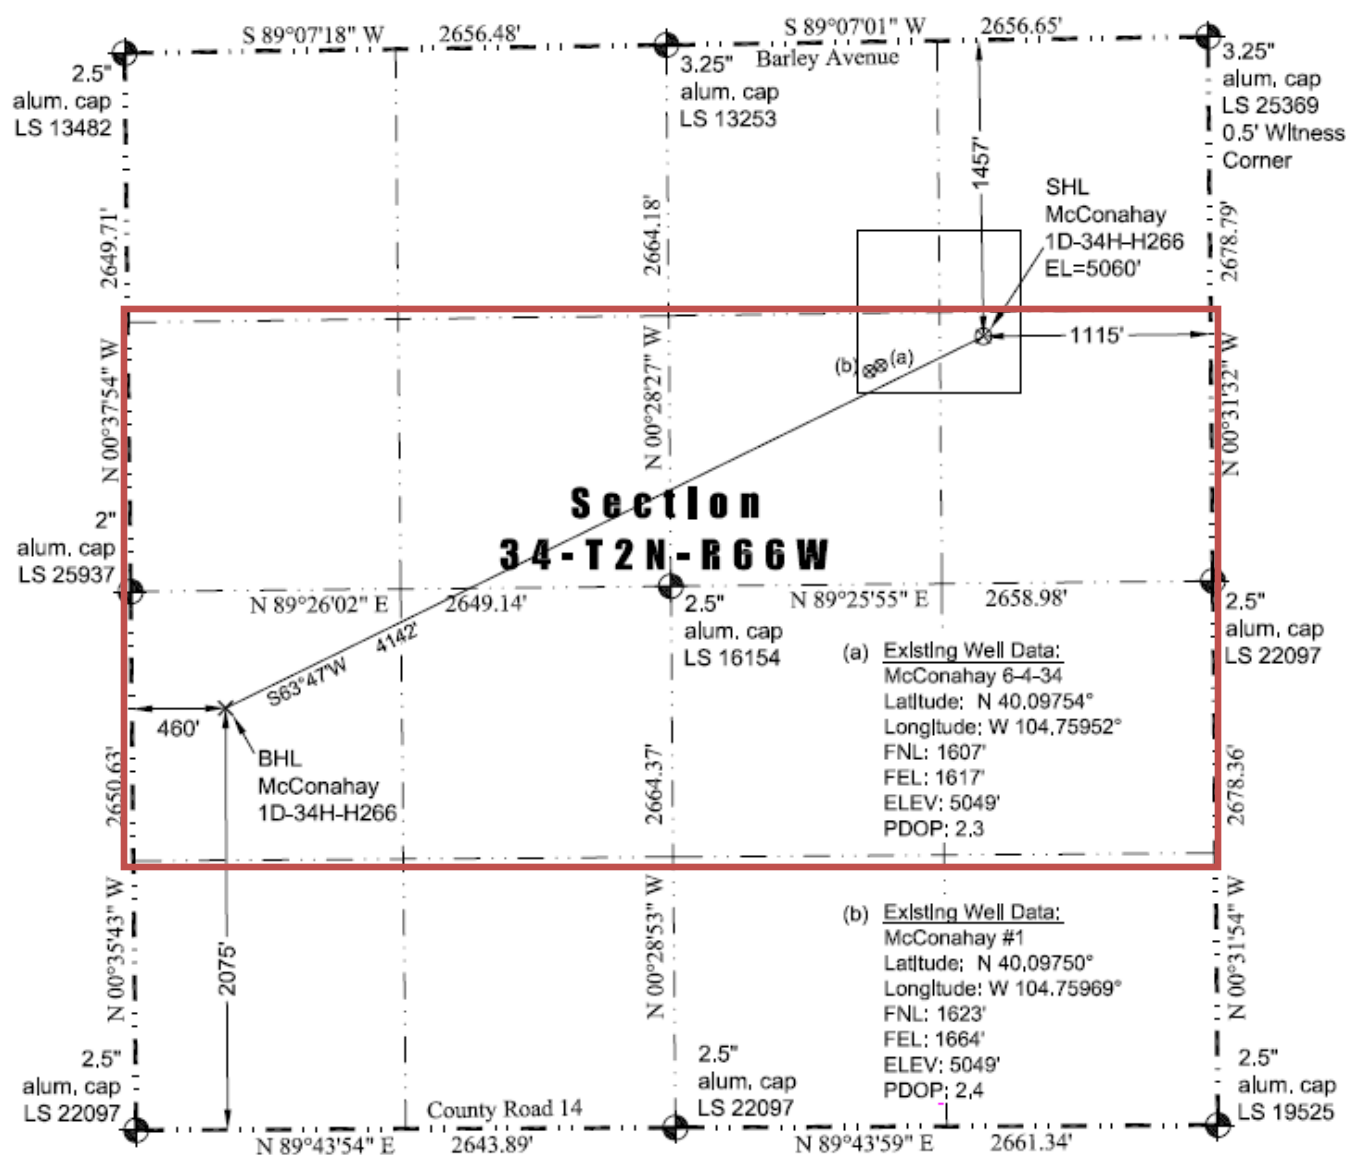 S 89°07'18" W
2656.48'
S 89°07'01" W
2656.65'
Barley Avenue
2.5"
alum. cap
LS 13482
3.25"
alum. cap
LS 13253
3.25"
alum. cap
LS 25369
0.5' Witness
Corner
1457'
SHL
McConahay
1D-34H-H266
EL=5060'
2649.71'
2664.18'
2678.79'
1115'
(b)
(a)
N 00°37'54" W
N 00°28'27" W
N 00°31'32" W
Section
34-T2N-R66W
2"
alum. cap
LS 25937
N 89°26'02" E
2649.14'
2.5"
alum. cap
LS 16154
N 89°25'55" E
2658.98'
2.5"
alum. cap
LS 22097
S63°47'W
4142'
460'
BHL
McConahay
1D-34H-H266
(a) Existing Well Data:
McConahay 6-4-34
Latitude: N 40.09754°
Longitude: W 104.75952°
FNL: 1607'
FEL: 1617'
ELEV: 5049'
PDOP: 2.3
2650.63'
2664.37'
2678.36'
N 00°35'43" W
2075'
N 00°28'53" W
N 00°31'54" W
(b) Existing Well Data:
McConahay #1
Latitude: N 40.09750°
Longitude: W 104.75969°
FNL: 1623'
FEL: 1664'
ELEV: 5049'
PDOP: 2.4
2.5"
alum. cap
LS 22097
County Road 14
2.5"
alum. cap
LS 22097
2.5"
alum. cap
LS 19525
N 89°43'54" E
2643.89'
N 89°43'59" E
2661.34'